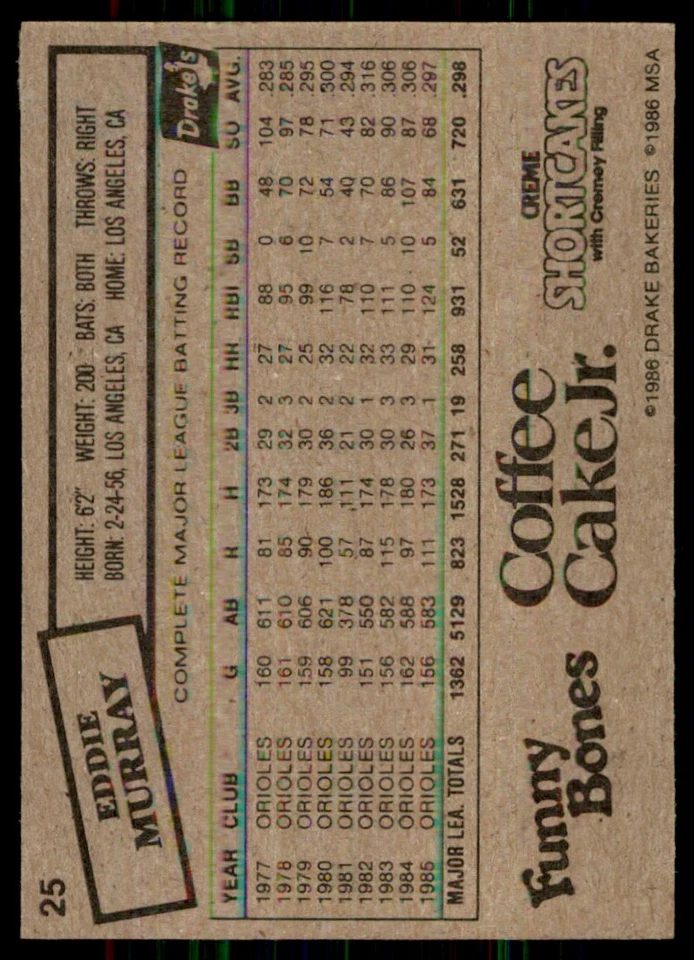 25
EDDIE
MURRAY
HEIGHT: 6'2" WEIGHT: 200 BATS: BOTH THROWS: RIGHT
BORN: 2-24-56, LOS ANGELES, CA HOME: LOS ANGELES, CA
COMPLETE MAJOR LEAGUE BATTING RECORD
Drake's
YEAR CLUB G AB R H 2B 3B HR RBI SB BB SO AVG.
1977 ORIOLES 160 611 81 173 29 2 27 88 0 48 104 .283
1978 ORIOLES 161 610 85 174 32 3 27 95 6 70 97 .285
1979 ORIOLES 159 606 90 179 30 2 25 99 10 72 78 .295
1980 ORIOLES 158 621 100 186 36 2 32 116 7 54 71 .300
1981 ORIOLES 99 378 57 111 21 2 22 78 2 40 43 .294
1982 ORIOLES 151 550 87 174 30 1 32 110 7 70 82 .316
1983 ORIOLES 156 582 115 178 30 3 33 111 5 86 90 .306
1984 ORIOLES 162 588 97 180 26 3 29 110 10 107 87 .306
1985 ORIOLES 156 583 111 173 37 1 31 124 5 84 68 .297
MAJOR LEA. TOTALS 1362 5129 823 1528 271 19 258 931 52 631 720 .298
Funny
Bones
Coffee
Cake Jr.
CREME
SHORTCAKES
with Cremey Filling
©1986 DRAKE BAKERIES ©1986 MSA